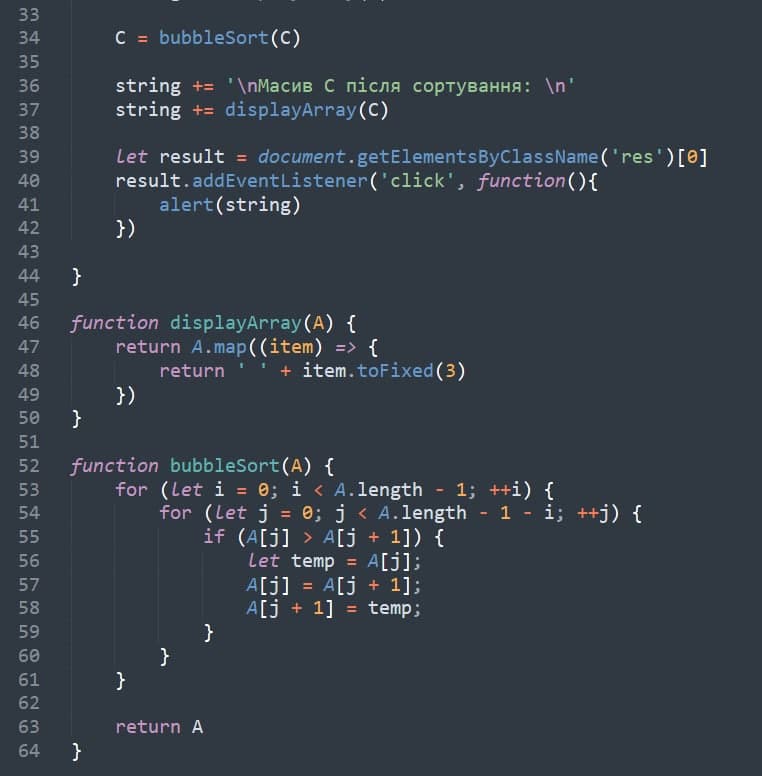 33
34 C = bubbleSort(C)
35
36 string += '\nМасив С після сортування: \n'
37 string += displayArray(C)
38
39 let result = document.getElementsByClassName('res')[0]
40 result.addEventListener('click', function(){
41 alert(string)
42 })
43
44 }
45
46 function displayArray(A) {
47 return A.map((item) => {
48 return ' ' + item.toFixed(3)
49 })
50 }
51
52 function bubbleSort(A) {
53 for (let i = 0; i < A.length - 1; ++i) {
54 for (let j = 0; j < A.length - 1 - i; ++j) {
55 if (A[j] > A[j + 1]) {
56 let temp = A[j];
57 A[j] = A[j + 1];
58 A[j + 1] = temp;
59 }
60 }
61 }
62
63 return A
64 }